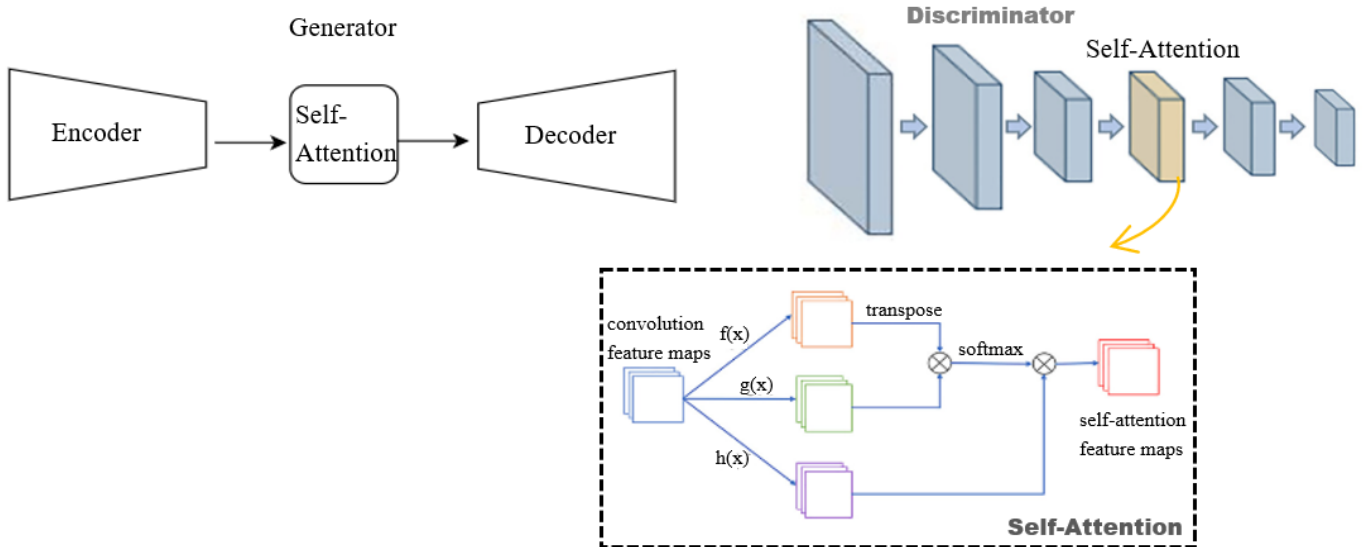 Generator
Encoder
Self-
Attention
Decoder
Discriminator
Self-Attention
convolution
feature maps
f(x)
g(x)
h(x)
transpose
softmax
self-attention
feature maps
Self-Attention